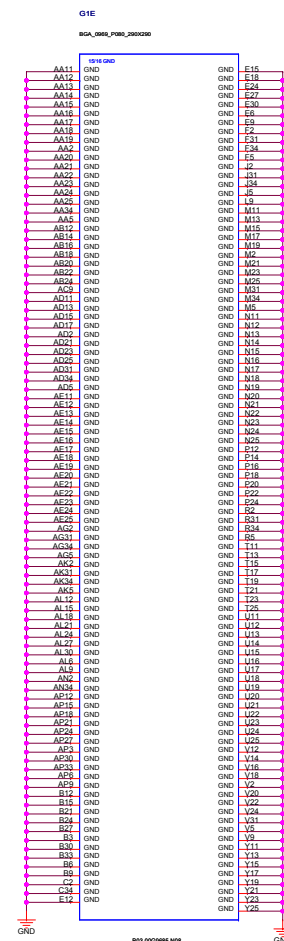 G1E
BGA_0969_P080_290X290
15/16 GND
AA11 GND GND E15
AA12 GND GND E18
AA13 GND GND E24
AA14 GND GND E27
AA15 GND GND E30
AA16 GND GND E6
AA17 GND GND E9
AA18 GND GND F2
AA19 GND GND F31
AA2 GND GND F34
AA20 GND GND F5
AA21 GND GND J2
AA22 GND GND J31
AA23 GND GND J34
AA24 GND GND J5
AA25 GND GND L9
AA34 GND GND M11
AA5 GND GND M13
AB12 GND GND M15
AB14 GND GND M17
AB16 GND GND M19
AB18 GND GND M2
AB20 GND GND M21
AB22 GND GND M23
AB24 GND GND M25
AC9 GND GND M31
AD11 GND GND M34
AD13 GND GND M5
AD15 GND GND N11
AD17 GND GND N12
AD2 GND GND N13
AD21 GND GND N14
AD23 GND GND N15
AD25 GND GND N16
AD31 GND GND N17
AD34 GND GND N18
AD5 GND GND N19
AE11 GND GND N20
AE12 GND GND N21
AE13 GND GND N22
AE14 GND GND N23
AE15 GND GND N24
AE16 GND GND N25
AE17 GND GND P12
AE18 GND GND P14
AE19 GND GND P16
AE20 GND GND P18
AE21 GND GND P20
AE22 GND GND P22
AE23 GND GND P24
AE24 GND GND R2
AE25 GND GND R31
AG2 GND GND R34
AG31 GND GND R5
AG34 GND GND T11
AG5 GND GND T13
AK2 GND GND T15
AK31 GND GND T17
AK34 GND GND T19
AK5 GND GND T21
AL12 GND GND T23
AL15 GND GND T25
AL18 GND GND U11
AL21 GND GND U12
AL24 GND GND U13
AL27 GND GND U14
AL30 GND GND U15
AL6 GND GND U16
AL9 GND GND U17
AN2 GND GND U18
AN34 GND GND U19
AP12 GND GND U20
AP15 GND GND U21
AP18 GND GND U22
AP21 GND GND U23
AP24 GND GND U24
AP27 GND GND U25
AP3 GND GND V12
AP30 GND GND V14
AP33 GND GND V16
AP6 GND GND V18
AP9 GND GND V2
B12 GND GND V20
B15 GND GND V22
B21 GND GND V24
B24 GND GND V31
B27 GND GND V5
B3 GND GND V9
B30 GND GND Y11
B33 GND GND Y13
B6 GND GND Y15
B9 GND GND Y17
C2 GND GND Y19
C34 GND GND Y21
E12 GND GND Y23
GND Y25
GND